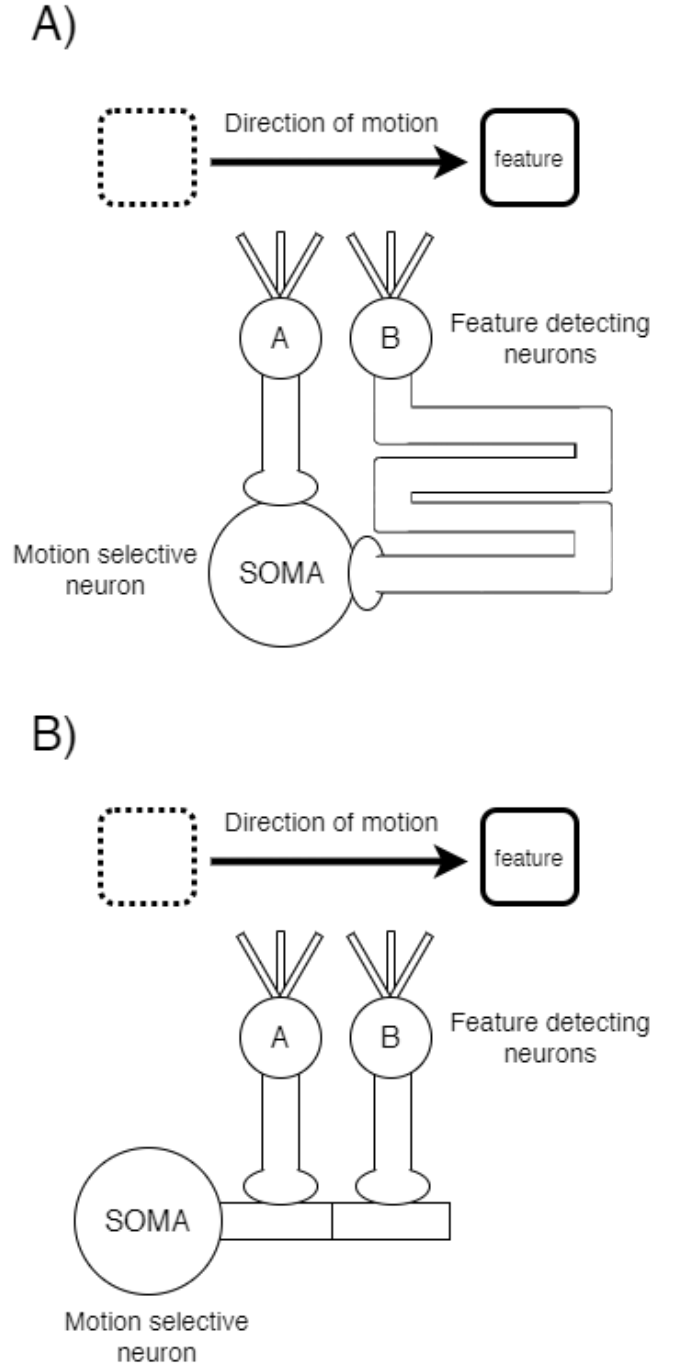 A)
Direction of motion
feature
A
B
Feature detecting
neurons
Motion selective
neuron
SOMA
B)
Direction of motion
feature
A
B
Feature detecting
neurons
SOMA
Motion selective
neuron